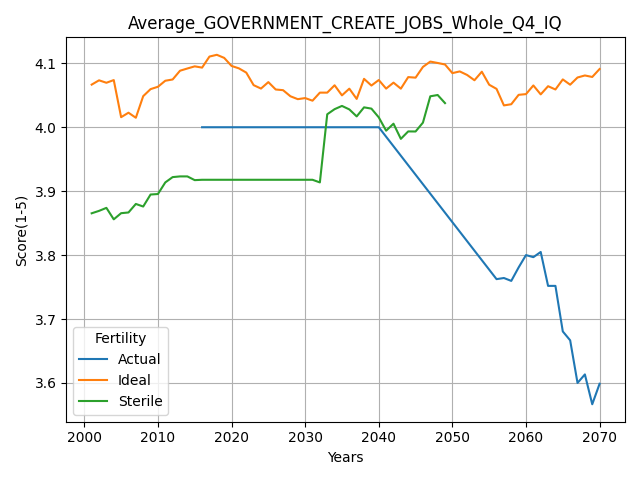 Average_GOVERNMENT_CREATE_JOBS_Whole_Q4_IQ
Score(1-5)
4.1
4.0
3.9
3.8
3.7
3.6
Fertility
Actual
Ideal
Sterile
2000 2010 2020 2030 2040 2050 2060 2070
Years